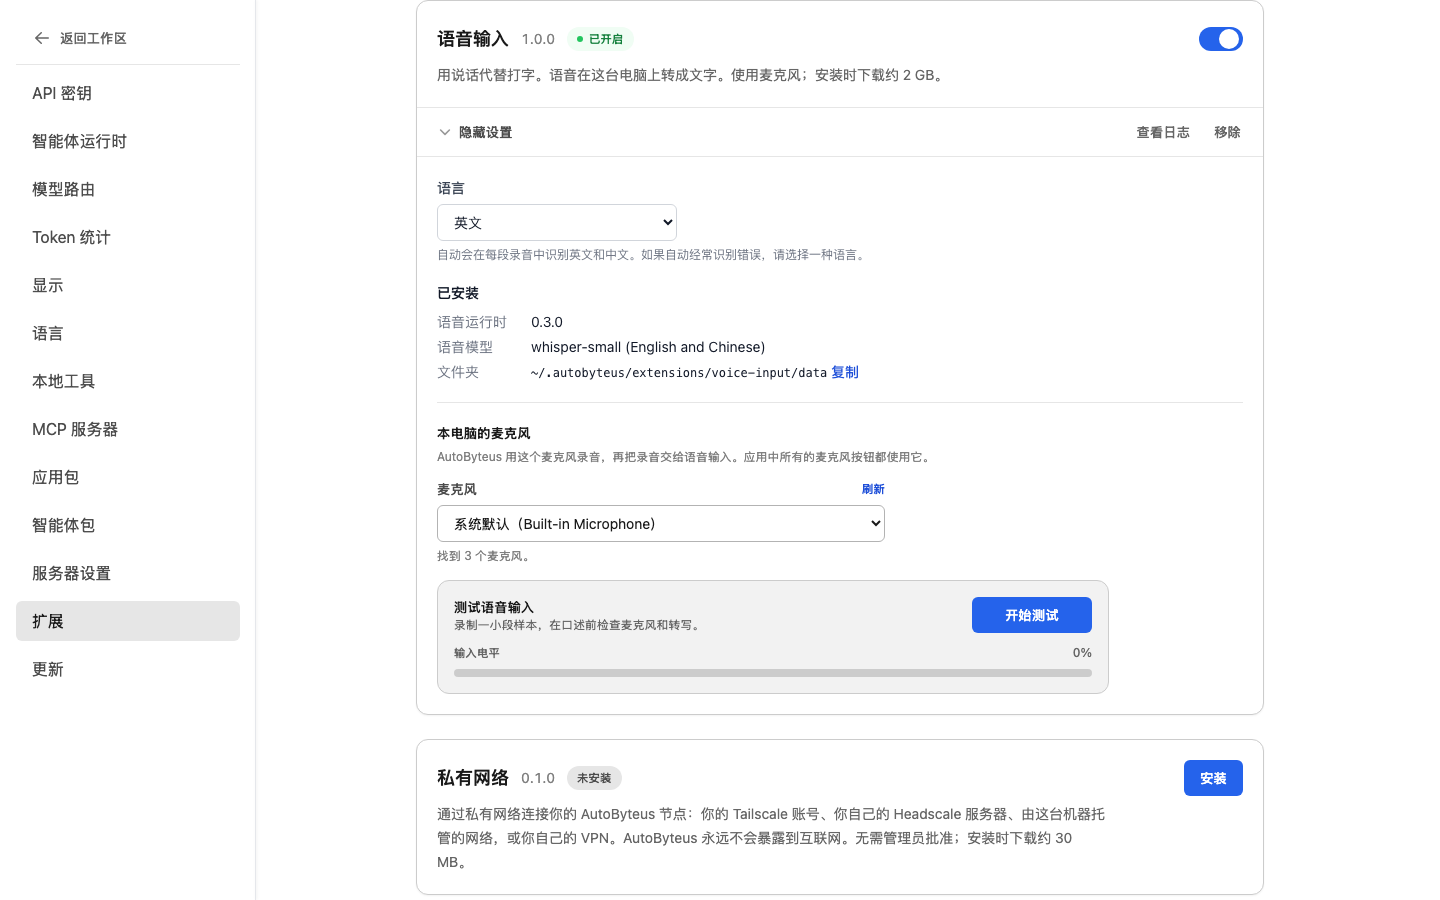 返回工作区
API 密钥
智能体运行时
模型路由
Token 统计
显示
语言
本地工具
MCP 服务器
应用包
智能体包
服务器设置
扩展
更新
语音输入 1.0.0 已开启
用说话代替打字。语音在这台电脑上转成文字。使用麦克风；安装时下载约 2 GB。
隐藏设置 查看日志 移除
语言
英文
自动会在每段录音中识别英文和中文。如果自动经常识别错误，请选择一种语言。
已安装
语音运行时 0.3.0
语音模型 whisper-small (English and Chinese)
文件夹 ~/.autobyteus/extensions/voice-input/data 复制
本电脑的麦克风
AutoByteus 用这个麦克风录音，再把录音交给语音输入。应用中所有的麦克风按钮都使用它。
麦克风 刷新
系统默认（Built-in Microphone）
找到 3 个麦克风。
测试语音输入
录制一小段样本，在口述前检查麦克风和转写。
开始测试
输入电平 0%
私有网络 0.1.0 未安装
安装
通过私有网络连接你的 AutoByteus 节点：你的 Tailscale 账号、你自己的 Headscale 服务器、由这台机器托
管的网络，或你自己的 VPN。AutoByteus 永远不会暴露到互联网。无需管理员批准；安装时下载约 30
MB。